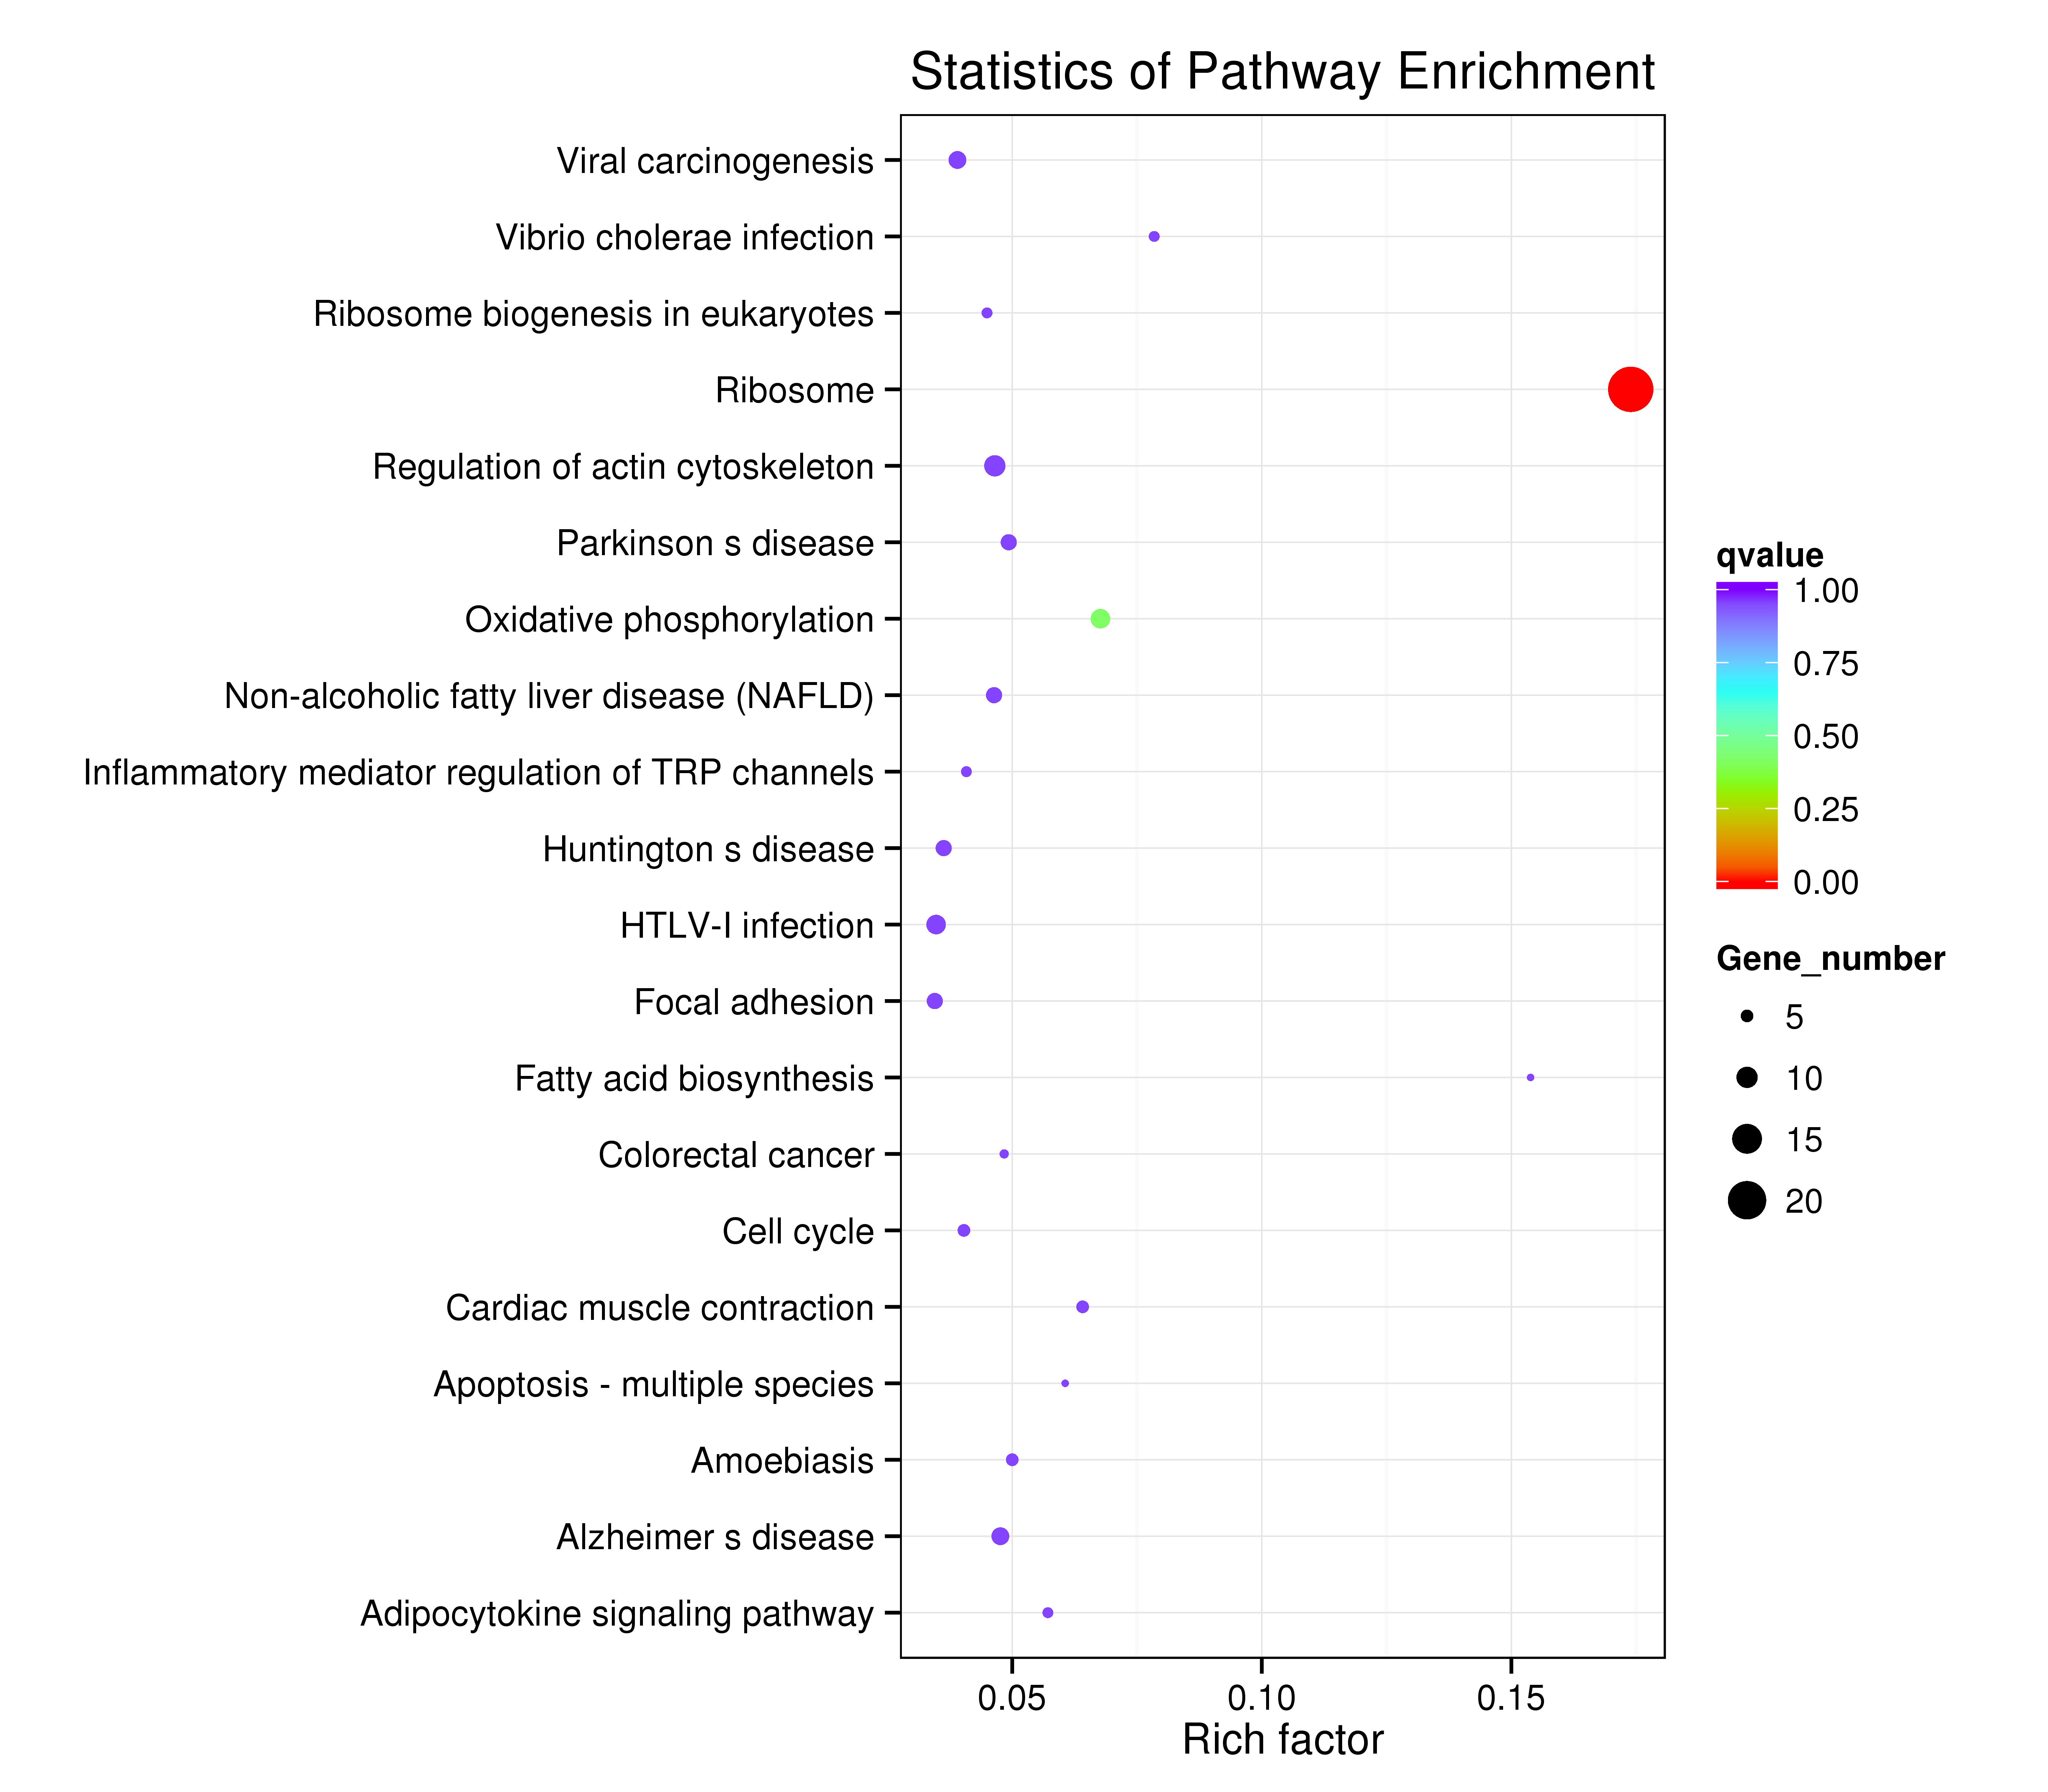 Statistics of Pathway Enrichment
Viral carcinogenesis
Vibrio cholerae infection
Ribosome biogenesis in eukaryotes
Ribosome
Regulation of actin cytoskeleton
Parkinson s disease
Oxidative phosphorylation
Non-alcoholic fatty liver disease (NAFLD)
Inflammatory mediator regulation of TRP channels
Huntington s disease
HTLV-I infection
Focal adhesion
Fatty acid biosynthesis
Colorectal cancer
Cell cycle
Cardiac muscle contraction
Apoptosis - multiple species
Amoebiasis
Alzheimer s disease
Adipocytokine signaling pathway
0.05
0.10
0.15
Rich factor
qvalue
1.00
0.75
0.50
0.25
0.00
Gene_number
5
10
15
20